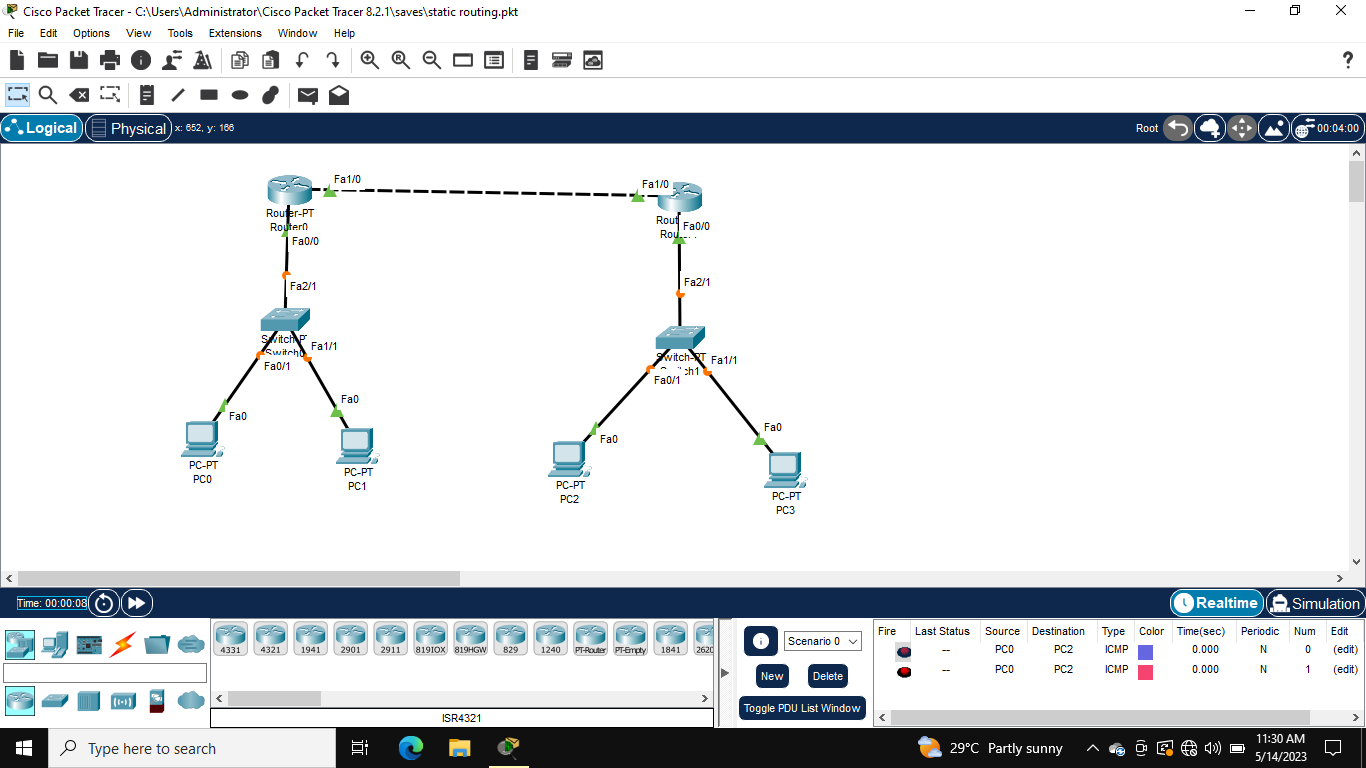 Cisco Packet Tracer - C:\Users\Administrator\Cisco Packet Tracer 8.2.1\saves\static routing.pkt
File Edit Options View Tools Extensions Window Help
Logical Physical x: 652, y: 166 Root 00:04:00
Fa1/0 Fa1/0
Router-PT
Router0
Fa0/0
Fa2/1
Fa1/1
Fa0/1
Fa0 Fa0
PC-PT
PC0
PC-PT
PC1
Rout
Fa0/0
Fa2/1
Switch-PT
Fa1/1
Fa0/1
Fa0 Fa0
PC-PT
PC2
PC-PT
PC3
Time: 00:00:08 Realtime Simulation
4331 4321 1941 2901 2911 819IOX 819HGW 829 1240 PT-Router PT-Empty 1841 2620
ISR4321
Scenario 0
New Delete
Toggle PDU List Window
Fire Last Status Source Destination Type Color Time(sec) Periodic Num Edit
-- PC0 PC2 ICMP 0.000 N 0 (edit)
-- PC0 PC2 ICMP 0.000 N 1 (edit)
Type here to search
29°C Partly sunny
11:30 AM
5/14/2023